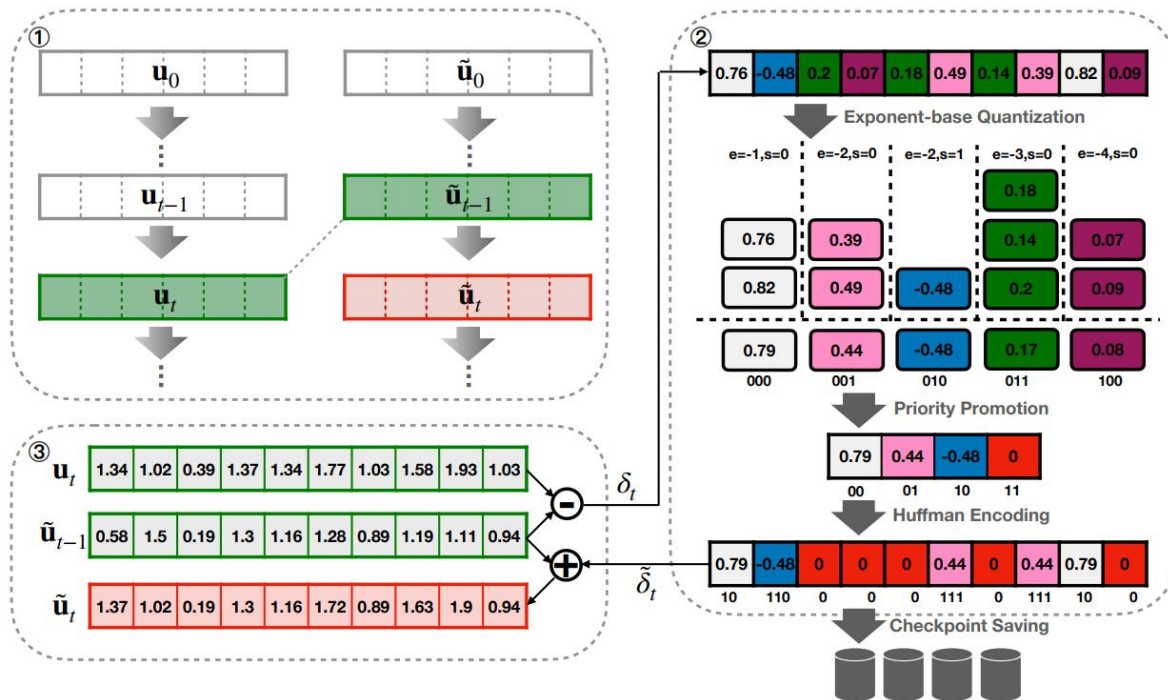 ①
u₀ ũ₀
uₜ₋₁ ũₜ₋₁
uₜ ũₜ
②
0.76 -0.48 0.2 0.07 0.18 0.49 0.14 0.39 0.82 0.09
Exponent-base Quantization
e=-1,s=0 e=-2,s=0 e=-2,s=1 e=-3,s=0 e=-4,s=0
0.18
0.76 0.39 0.14 0.07
0.82 0.49 -0.48 0.2 0.09
0.79 0.44 -0.48 0.17 0.08
000 001 010 011 100
Priority Promotion
0.79 0.44 -0.48 0
00 01 10 11
Huffman Encoding
0.79 -0.48 0 0 0 0.44 0 0.44 0.79 0
10 110 0 0 0 111 0 111 10 0
Checkpoint Saving
③
uₜ 1.34 1.02 0.39 1.37 1.34 1.77 1.03 1.58 1.93 1.03
- δₜ
ũₜ₋₁ 0.58 1.5 0.19 1.3 1.16 1.28 0.89 1.19 1.11 0.94
+ δ̃ₜ
ũₜ 1.37 1.02 0.19 1.3 1.16 1.72 0.89 1.63 1.9 0.94